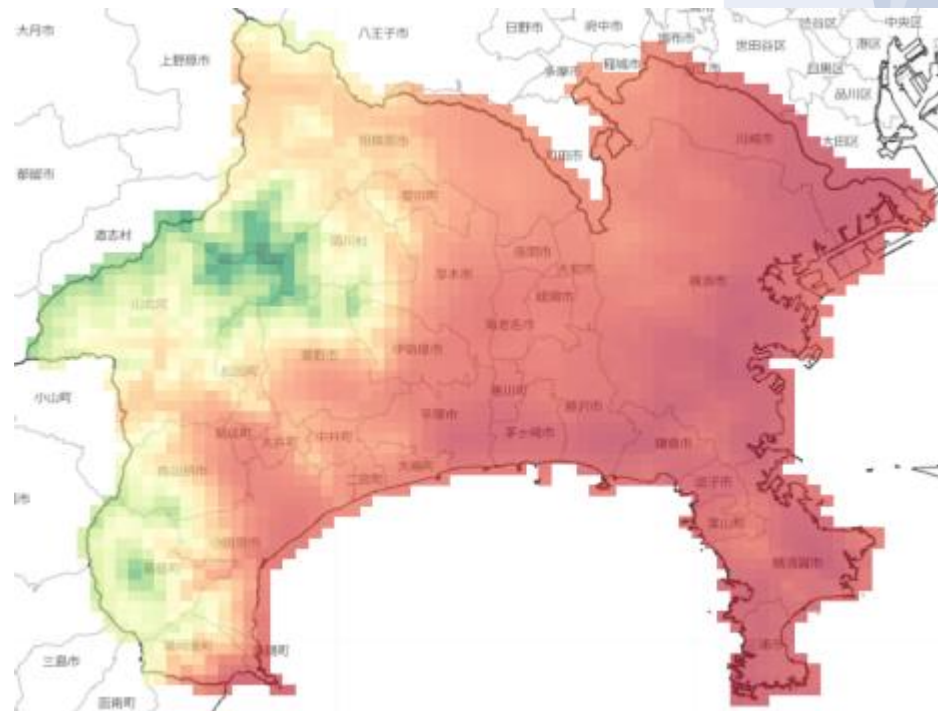 大月市
八王子市
日野市
府中市
調布市
渋谷区
中央区
上野原市
多摩市
稲城市
世田谷区
港区
目黒区
品川区
都留市
相模原市
町田市
川崎市
大田区
愛川町
道志村
清川村
座間市
厚木市
大和市
横浜市
山北町
綾瀬市
海老名市
秦野市
伊勢原市
松田町
小山町
寒川町
藤沢市
平塚市
茅ヶ崎市
鎌倉市
開成町
大井町
中井町
南足柄市
大磯町
二宮町
逗子市
葉山町
小田原市
箱根町
横須賀市
湯河原町
真鶴町
三島市
函南町